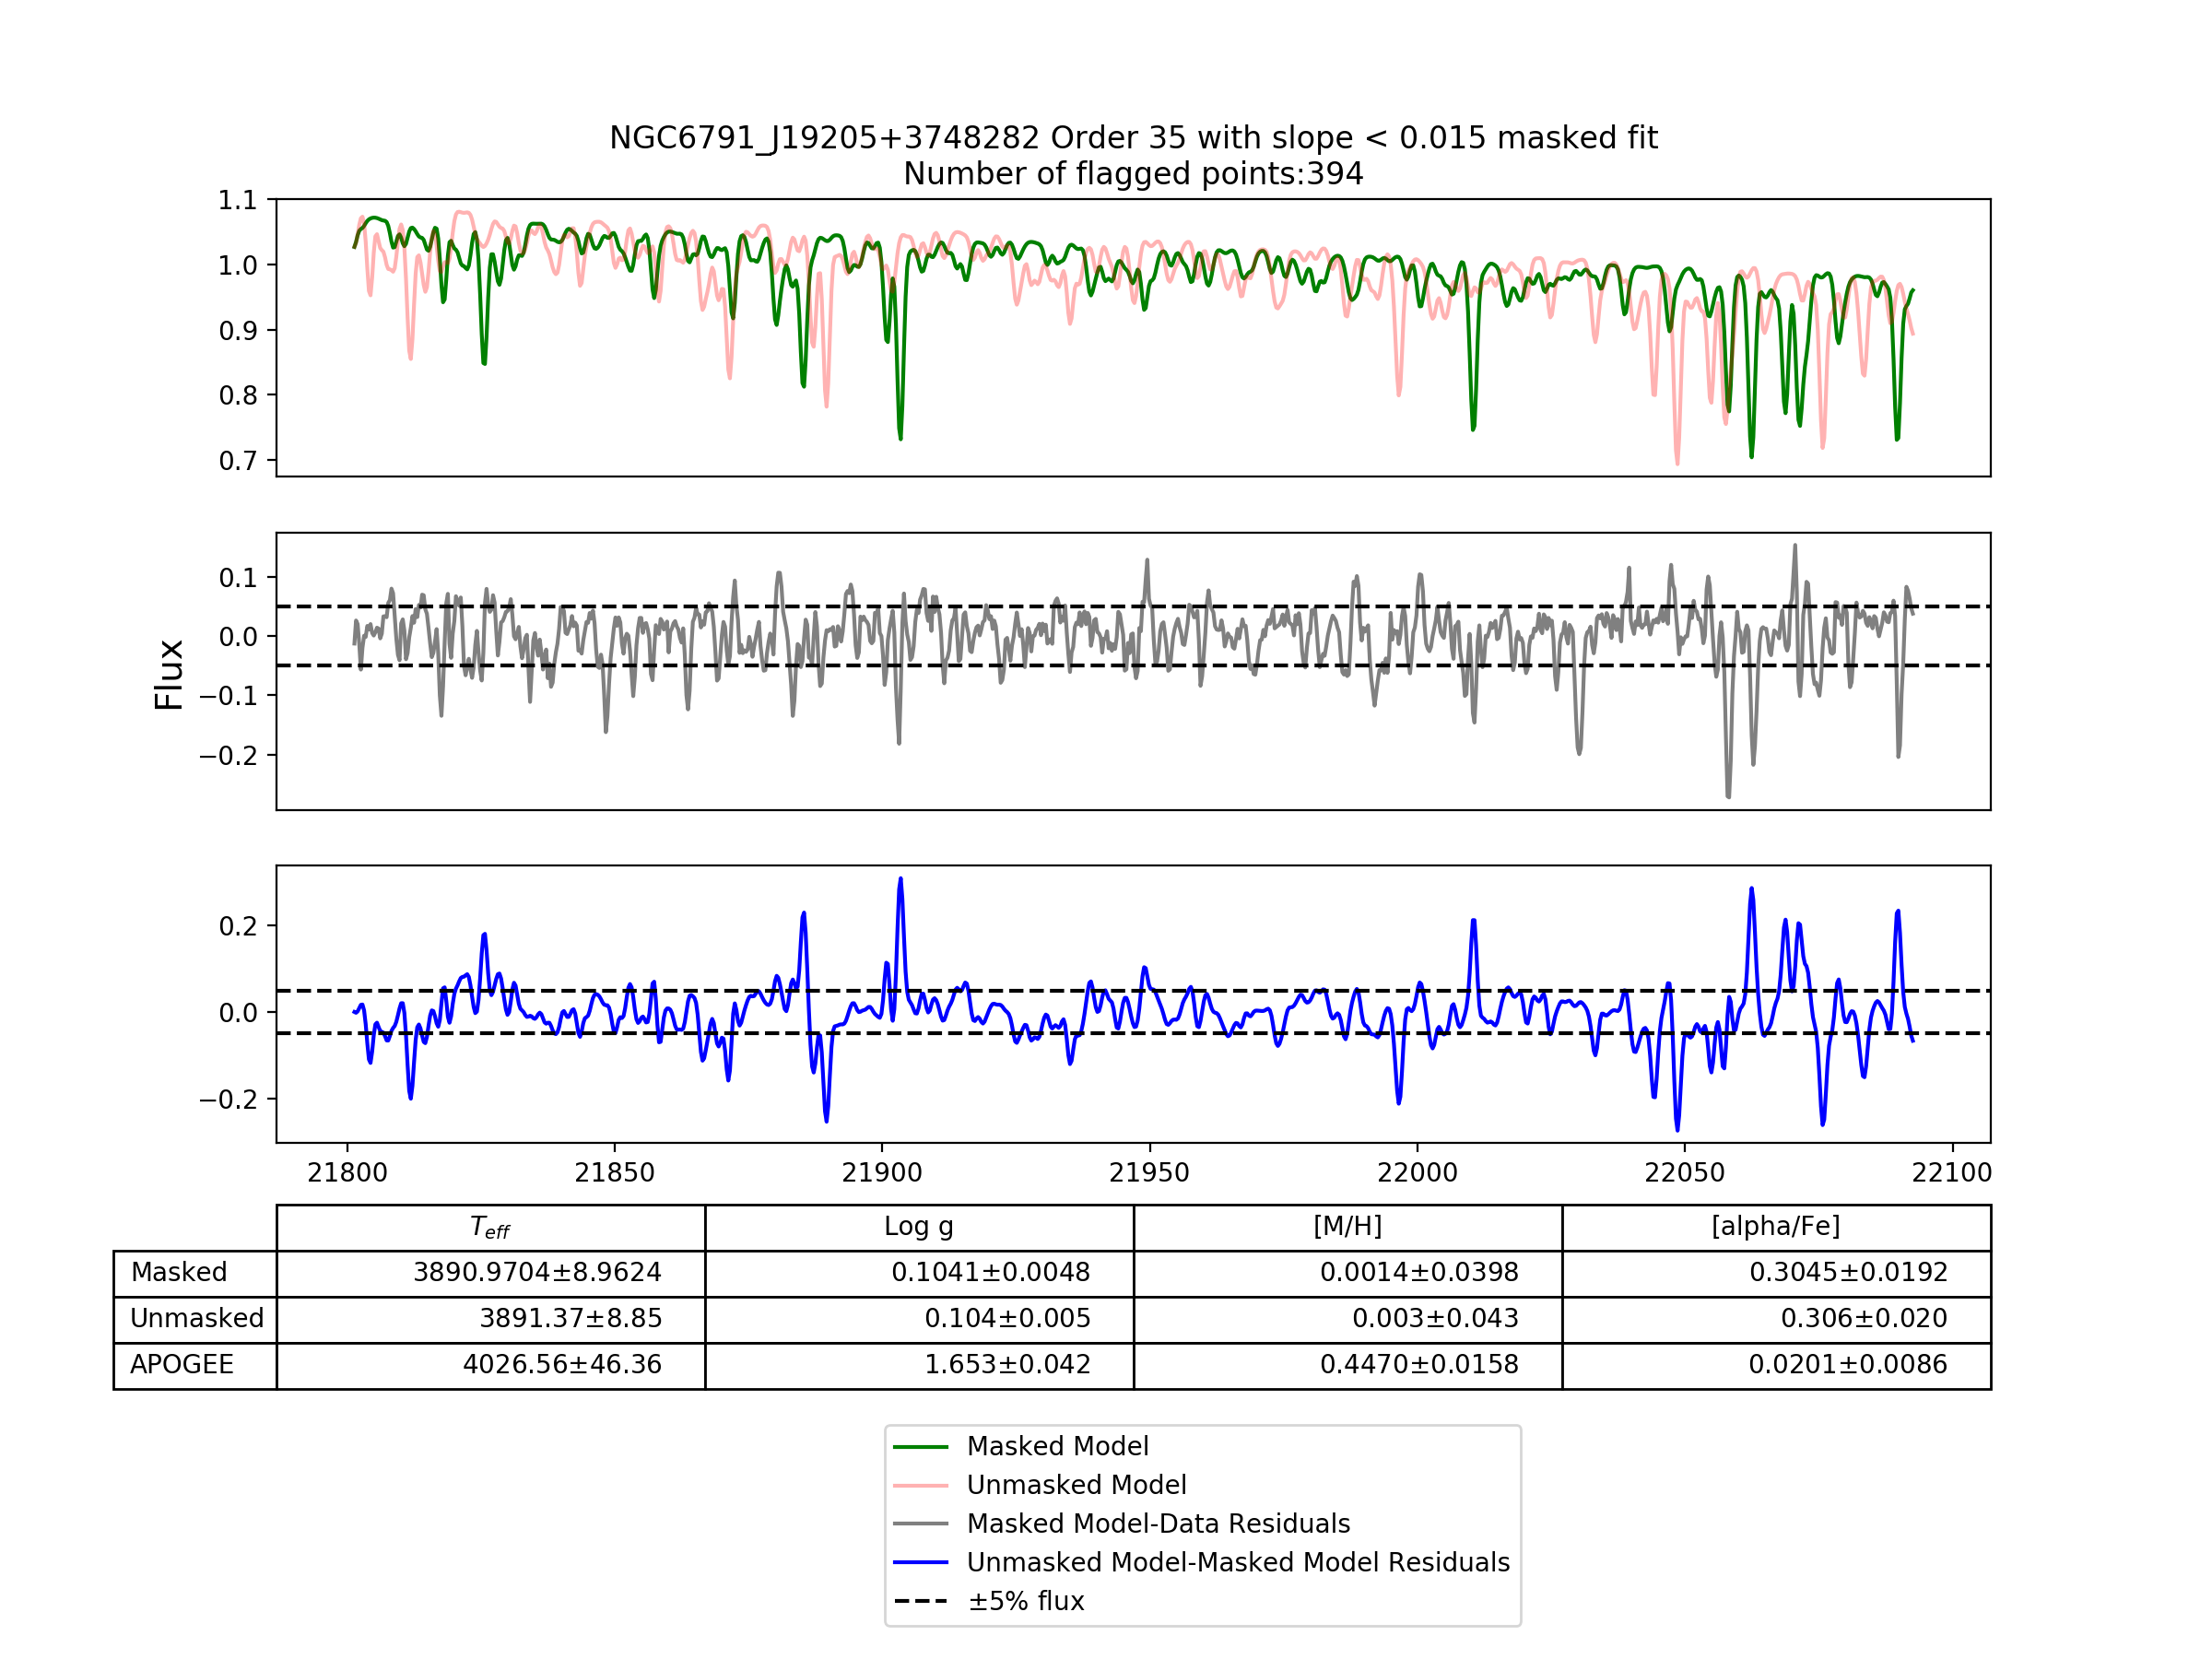 NGC6791_J19205+3748282 Order 35 with slope < 0.015 masked fit
Number of flagged points:394
1.1
1.0
0.9
0.8
0.7
0.1
0.0
−0.1
−0.2
Flux
0.2
0.0
−0.2
21800 21850 21900 21950 22000 22050 22100
T_eff Log g [M/H] [alpha/Fe]
Masked 3890.9704±8.9624 0.1041±0.0048 0.0014±0.0398 0.3045±0.0192
Unmasked 3891.37±8.85 0.104±0.005 0.003±0.043 0.306±0.020
APOGEE 4026.56±46.36 1.653±0.042 0.4470±0.0158 0.0201±0.0086
Masked Model
Unmasked Model
Masked Model-Data Residuals
Unmasked Model-Masked Model Residuals
±5% flux